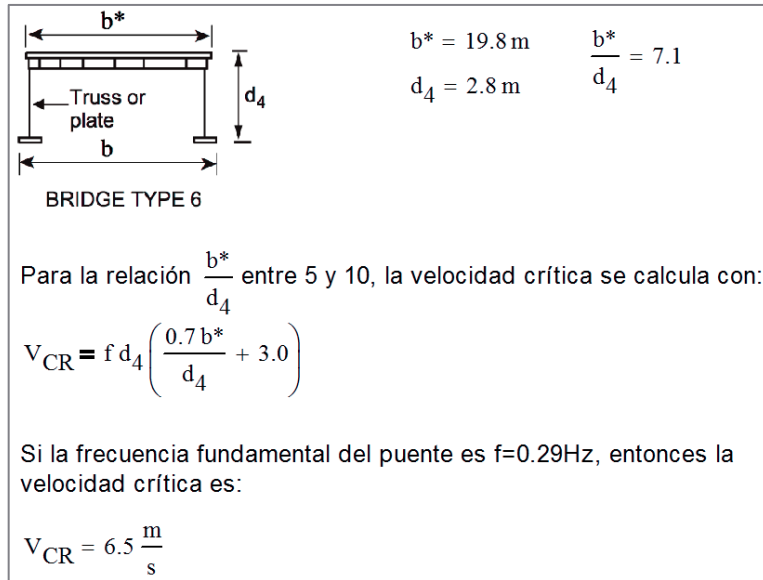 b*
b* = 19.8 m
b*/d₄ = 7.1
d₄ = 2.8 m
Truss or
plate
d₄
b
BRIDGE TYPE 6
Para la relación b*/d₄ entre 5 y 10, la velocidad crítica se calcula con:
V_CR = f d₄ (0.7 b*/d₄ + 3.0)
Si la frecuencia fundamental del puente es f=0.29Hz, entonces la
velocidad crítica es:
V_CR = 6.5 m/s